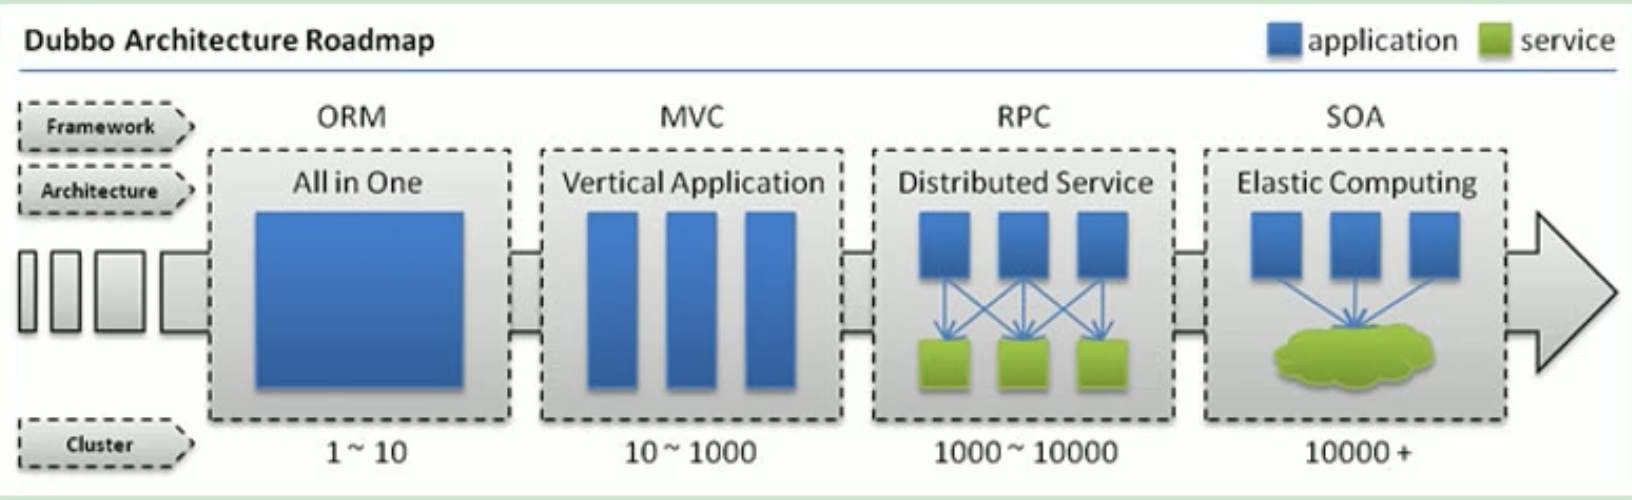 Dubbo Architecture Roadmap
application service
Framework ORM MVC RPC SOA
Architecture All in One Vertical Application Distributed Service Elastic Computing
Cluster 1 ~ 10 10 ~ 1000 1000 ~ 10000 10000 +